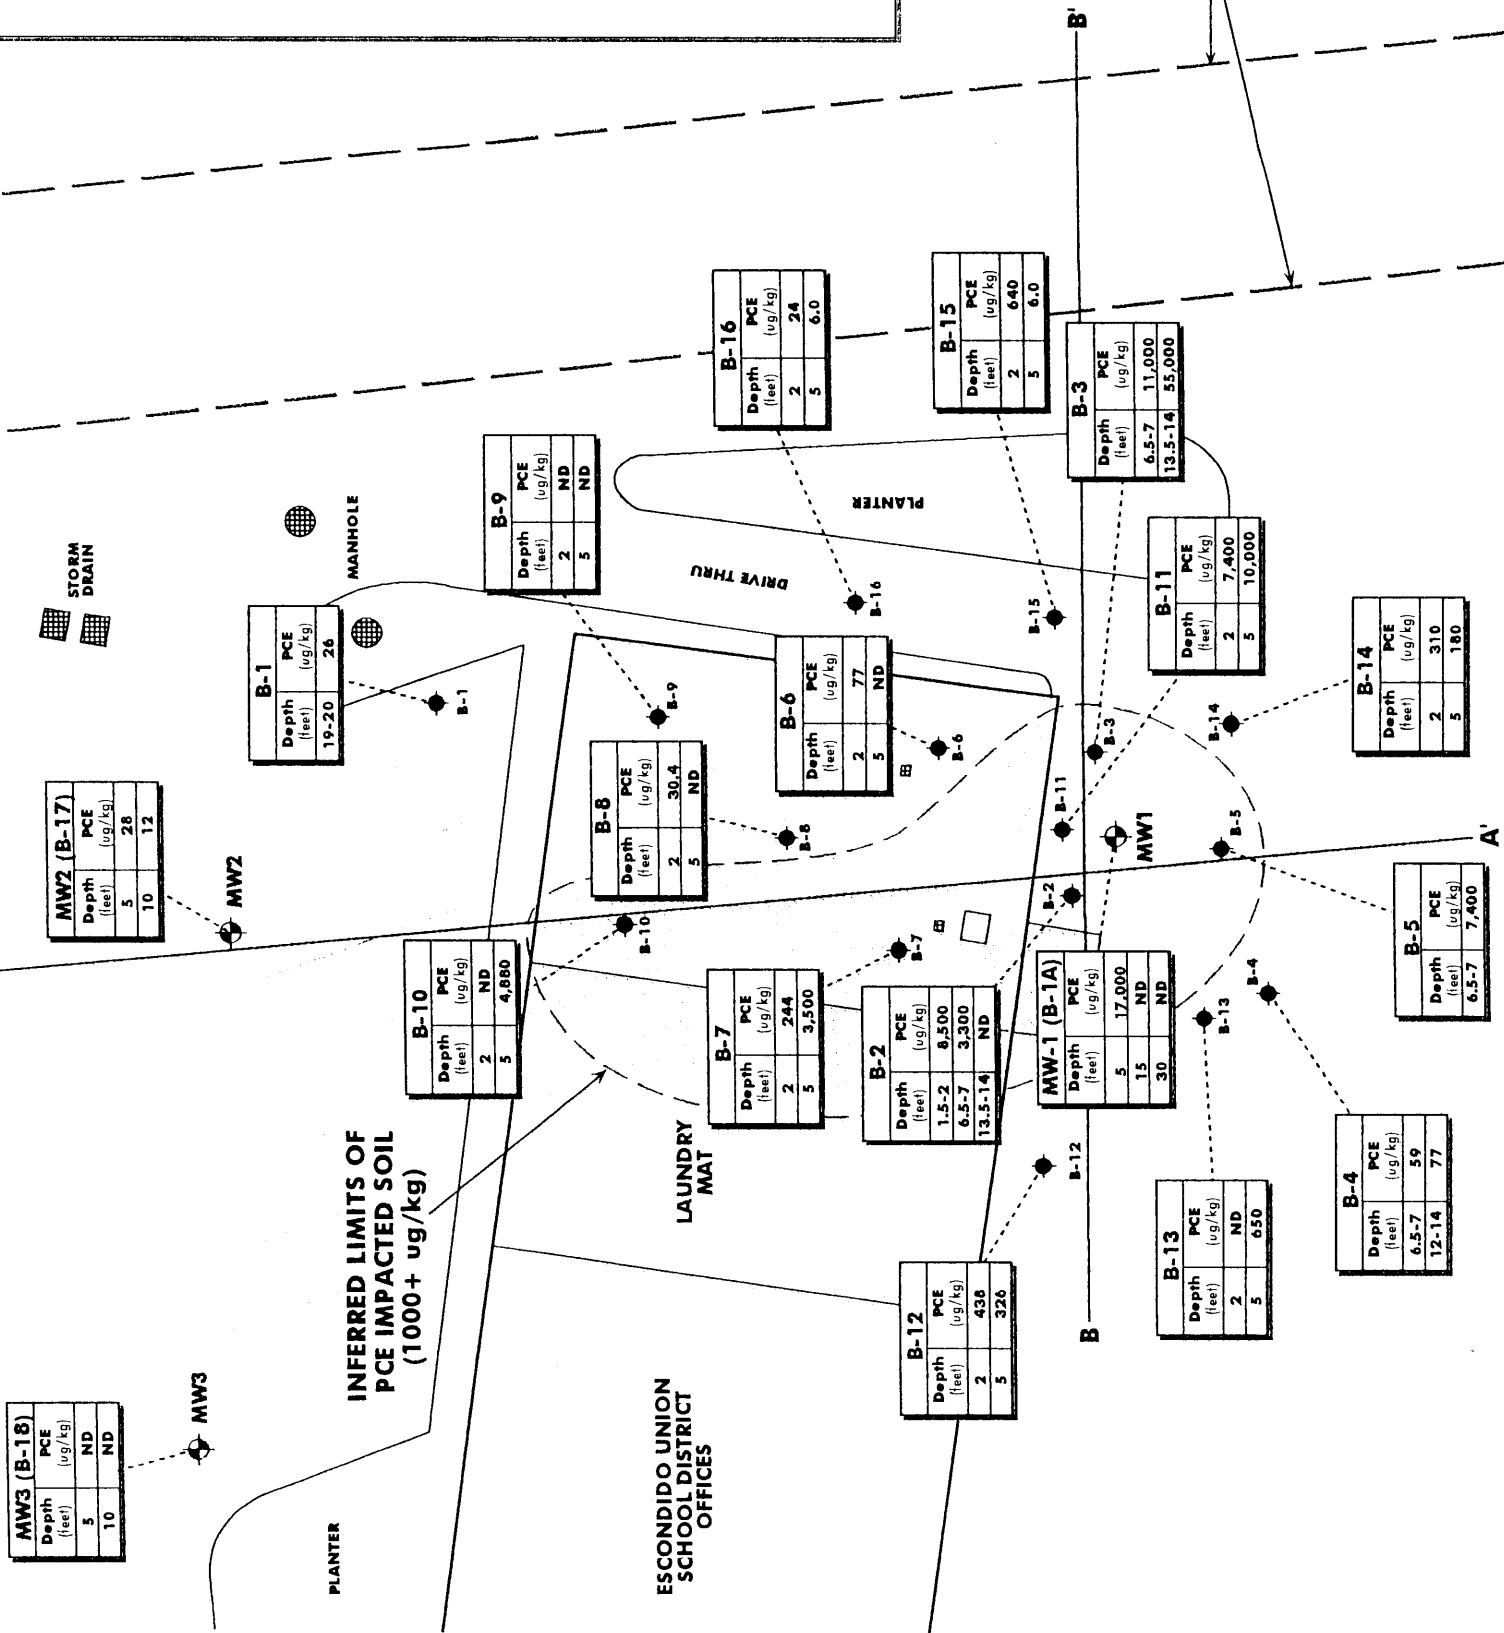 MW3 (B-18)
Depth PCE
(feet) (ug/kg)
5 ND
10 ND
MW3
PLANTER
MW2 (B-17)
Depth PCE
(feet) (ug/kg)
5 28
10 12
MW2
STORM
DRAIN
MANHOLE
B-1
Depth PCE
(feet) (ug/kg)
19-20 26
B-1
INFERRED LIMITS OF
PCE IMPACTED SOIL
(1000+ ug/kg)
B-10
Depth PCE
(feet) (ug/kg)
2 ND
5 4,880
B-10
B-9
Depth PCE
(feet) (ug/kg)
2 ND
5 ND
B-9
B-8
Depth PCE
(feet) (ug/kg)
2 30.4
5 ND
B-8
ESCONDIDO UNION
SCHOOL DISTRICT
OFFICES
LAUNDRY
MAT
B-7
Depth PCE
(feet) (ug/kg)
2 244
5 3,500
B-7
DRIVE THRU
B-16
Depth PCE
(feet) (ug/kg)
2 24
5 6.0
B-16
B-6
Depth PCE
(feet) (ug/kg)
2 77
5 ND
B-6
PLANTER
B-2
Depth PCE
(feet) (ug/kg)
1.5-2 8,500
6.5-7 3,300
13.5-14 ND
B-2
B-12
Depth PCE
(feet) (ug/kg)
2 438
5 326
B-12
B-15
Depth PCE
(feet) (ug/kg)
2 640
5 6.0
B-15
MW-1 (B-1A)
Depth PCE
(feet) (ug/kg)
5 17,000
15 ND
30 ND
MW1
B-3
Depth PCE
(feet) (ug/kg)
6.5-7 11,000
13.5-14 55,000
B-3
B
B'
B-11
Depth PCE
(feet) (ug/kg)
2 7,400
5 10,000
B-11
B-13
Depth PCE
(feet) (ug/kg)
2 ND
5 650
B-13
B-14
Depth PCE
(feet) (ug/kg)
2 310
5 180
B-14
B-4
Depth PCE
(feet) (ug/kg)
6.5-7 59
12-14 77
B-4
B-5
Depth PCE
(feet) (ug/kg)
6.5-7 7,400
B-5
A'